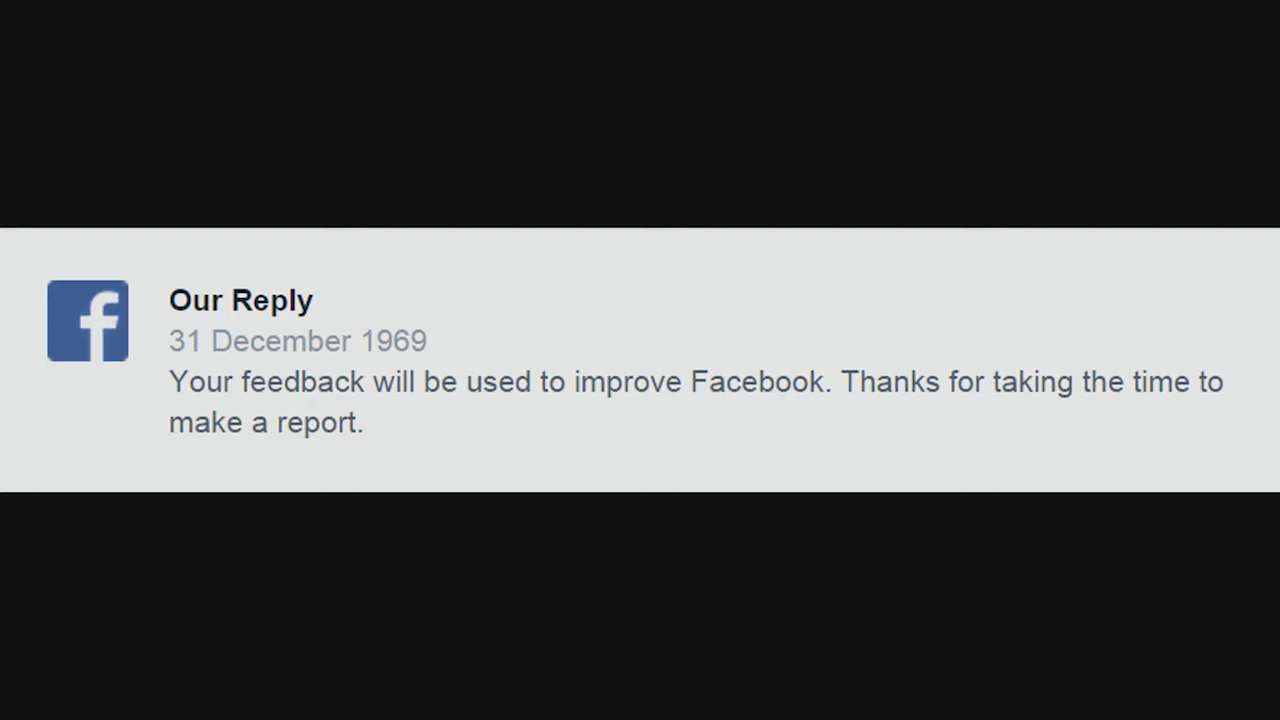 Our Reply
31 December 1969
Your feedback will be used to improve Facebook. Thanks for taking the time to
make a report.